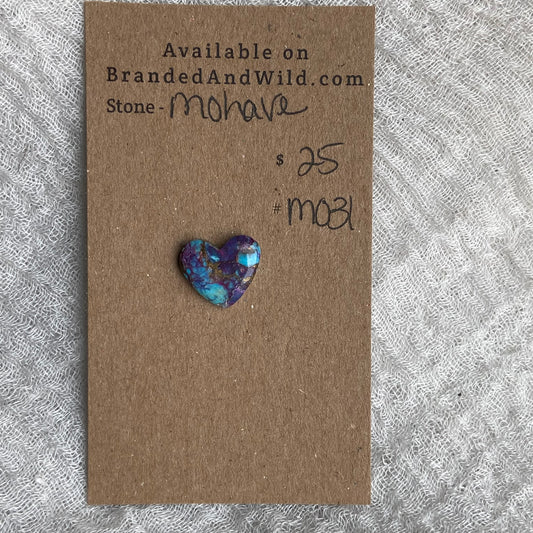 Available on
BrandedAndWild.com
Stone - Mohave
$ 25
# M031